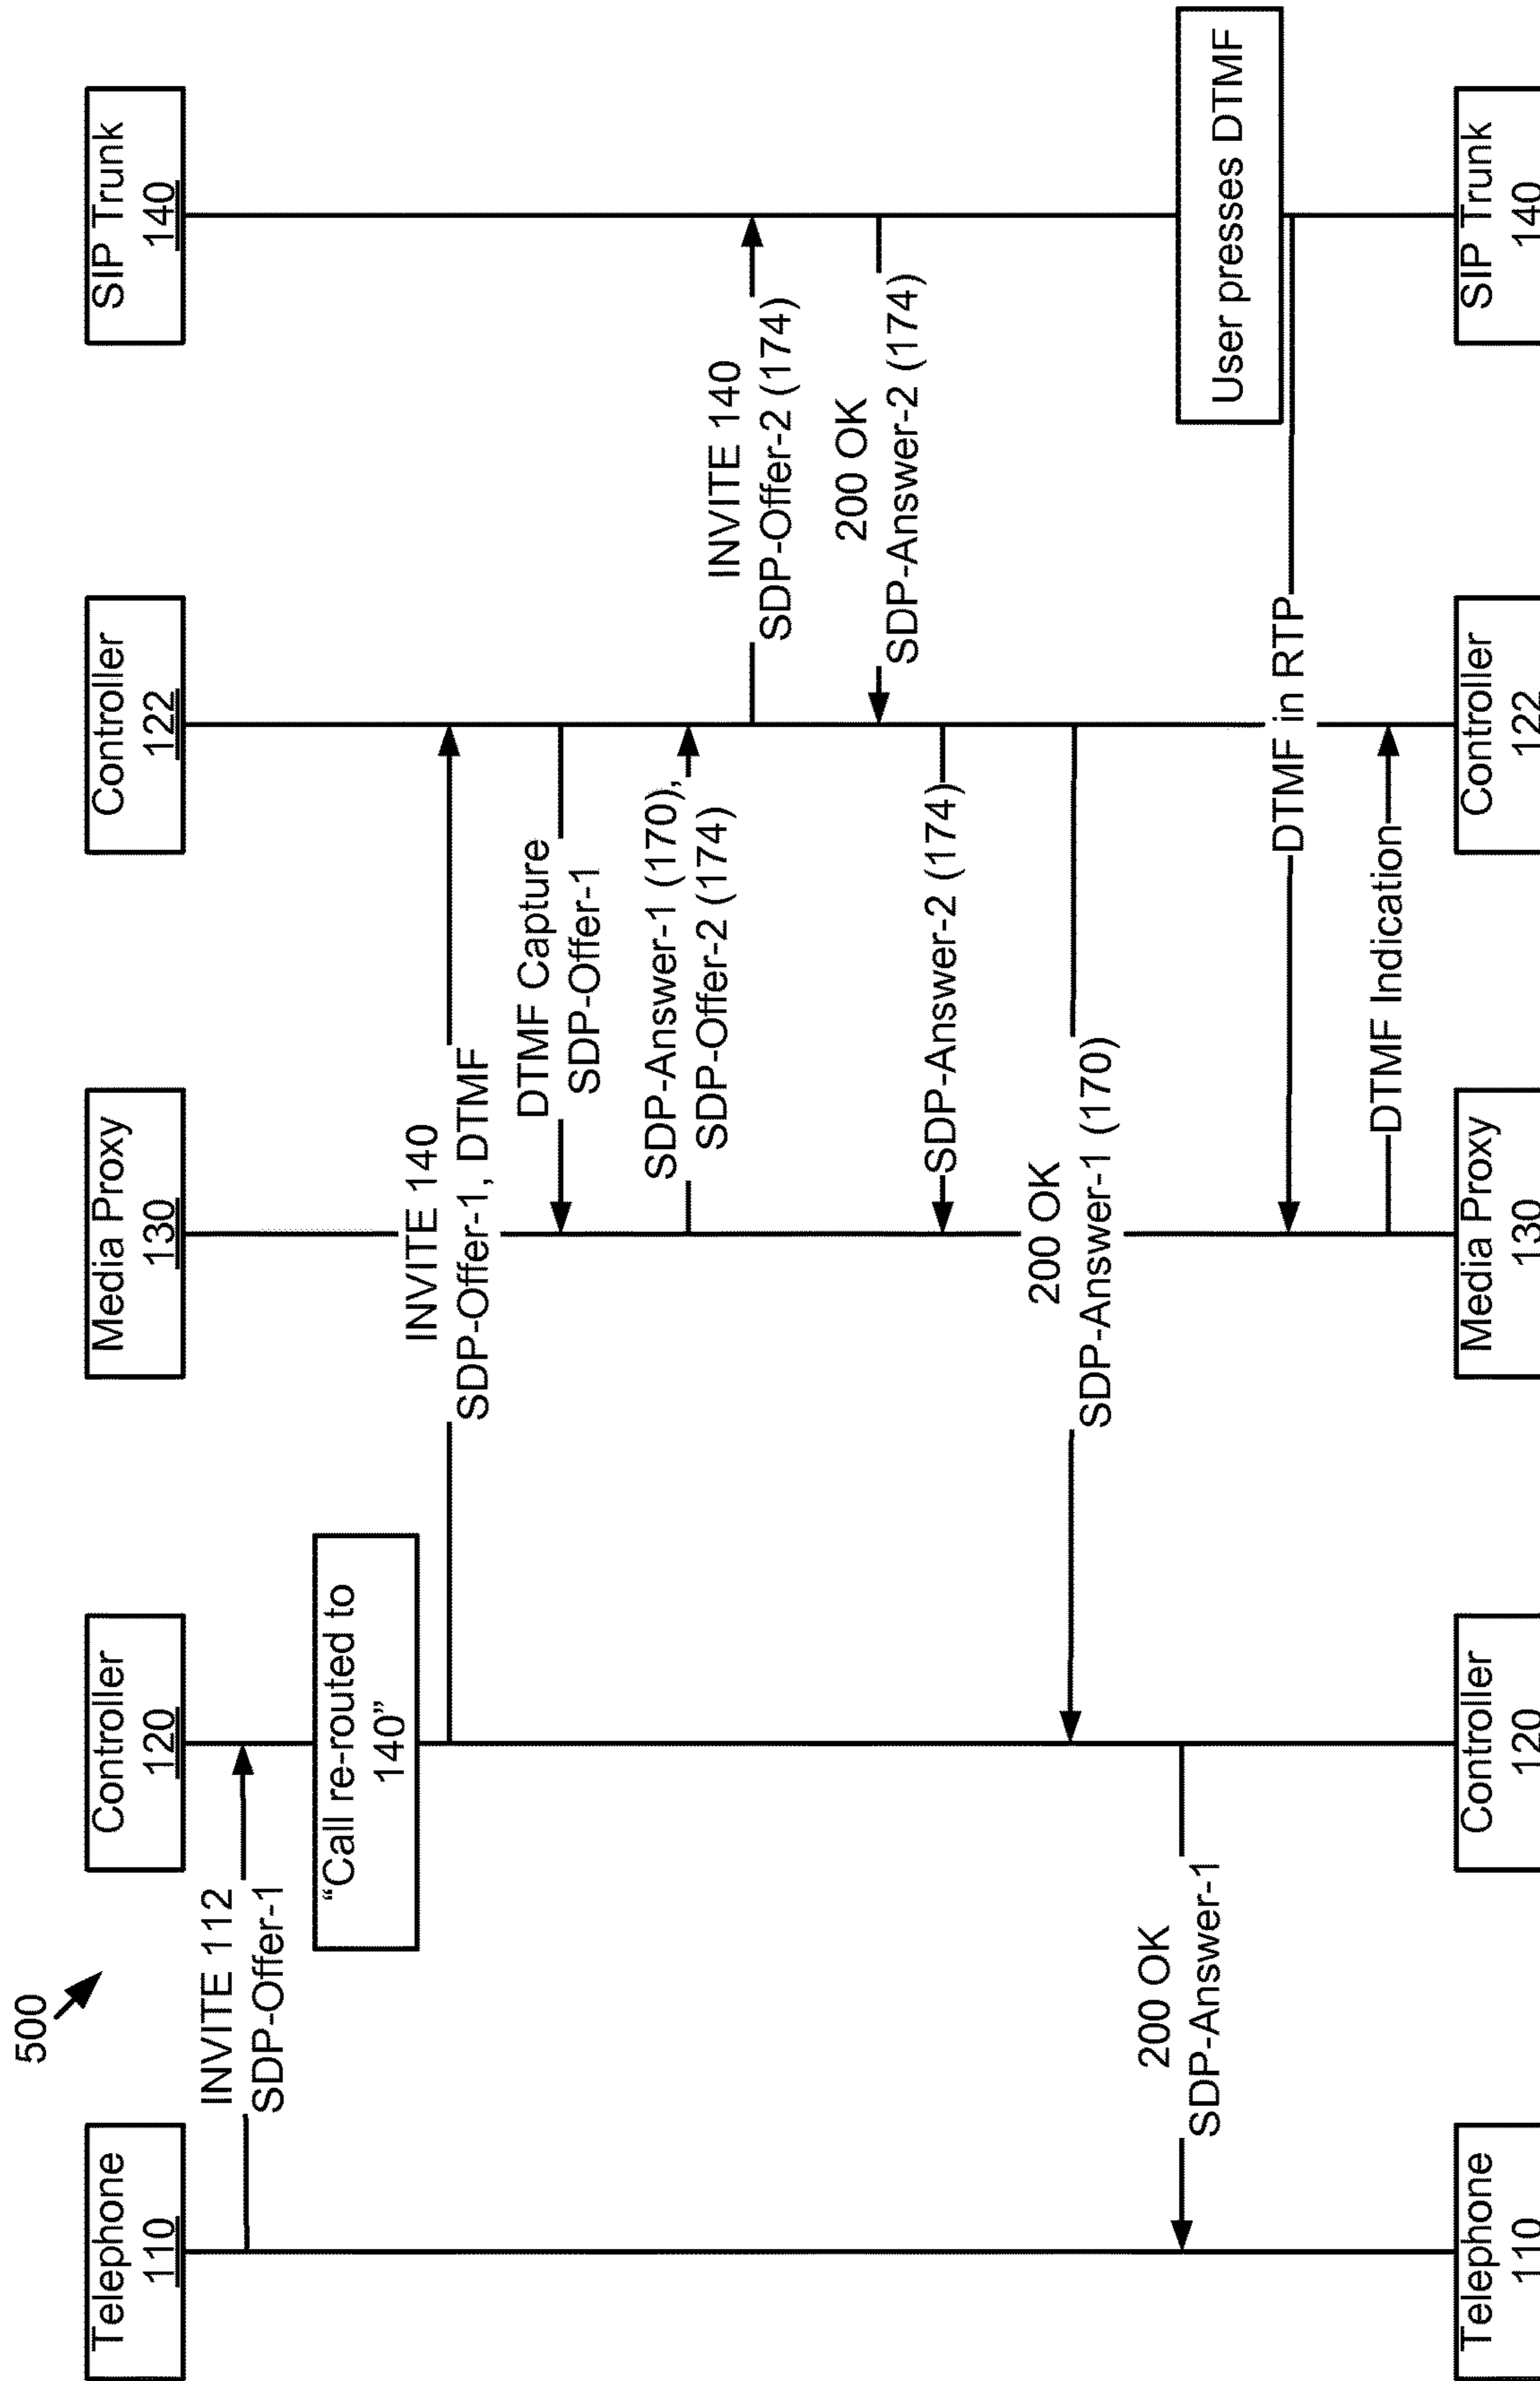 500
Telephone
110
Controller
120
Media Proxy
130
Controller
122
SIP Trunk
140
INVITE 112
SDP-Offer-1
“Call re-routed to
140”
INVITE 140
SDP-Offer-1, DTMF
DTMF Capture
SDP-Offer-1
SDP-Answer-1 (170),
SDP-Offer-2 (174)
INVITE 140
SDP-Offer-2 (174)
200 OK
SDP-Answer-2 (174)
SDP-Answer-2 (174)
200 OK
SDP-Answer-1 (170)
200 OK
SDP-Answer-1
User presses DTMF
DTMF in RTP
DTMF Indication
Telephone
110
Controller
120
Media Proxy
130
Controller
122
SIP Trunk
140